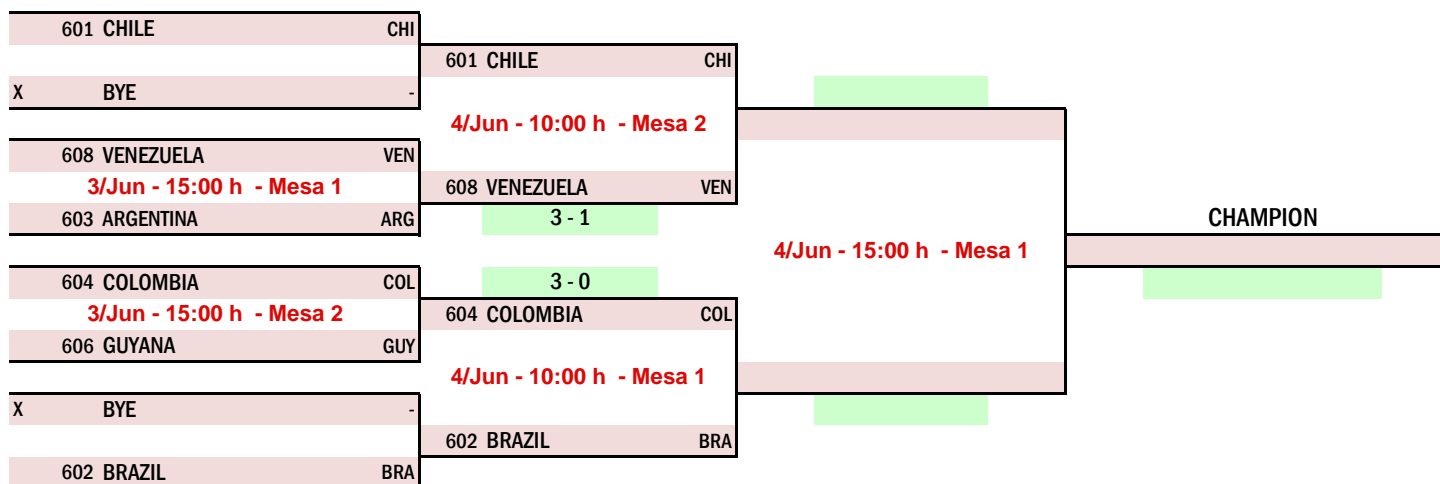 601 CHILE CHI
X BYE -
608 VENEZUELA VEN
3/Jun - 15:00 h - Mesa 1
603 ARGENTINA ARG
604 COLOMBIA COL
3/Jun - 15:00 h - Mesa 2
606 GUYANA GUY
X BYE -
602 BRAZIL BRA
601 CHILE CHI
4/Jun - 10:00 h - Mesa 2
608 VENEZUELA VEN
3 - 1
3 - 0
604 COLOMBIA COL
4/Jun - 10:00 h - Mesa 1
602 BRAZIL BRA
4/Jun - 15:00 h - Mesa 1
CHAMPION